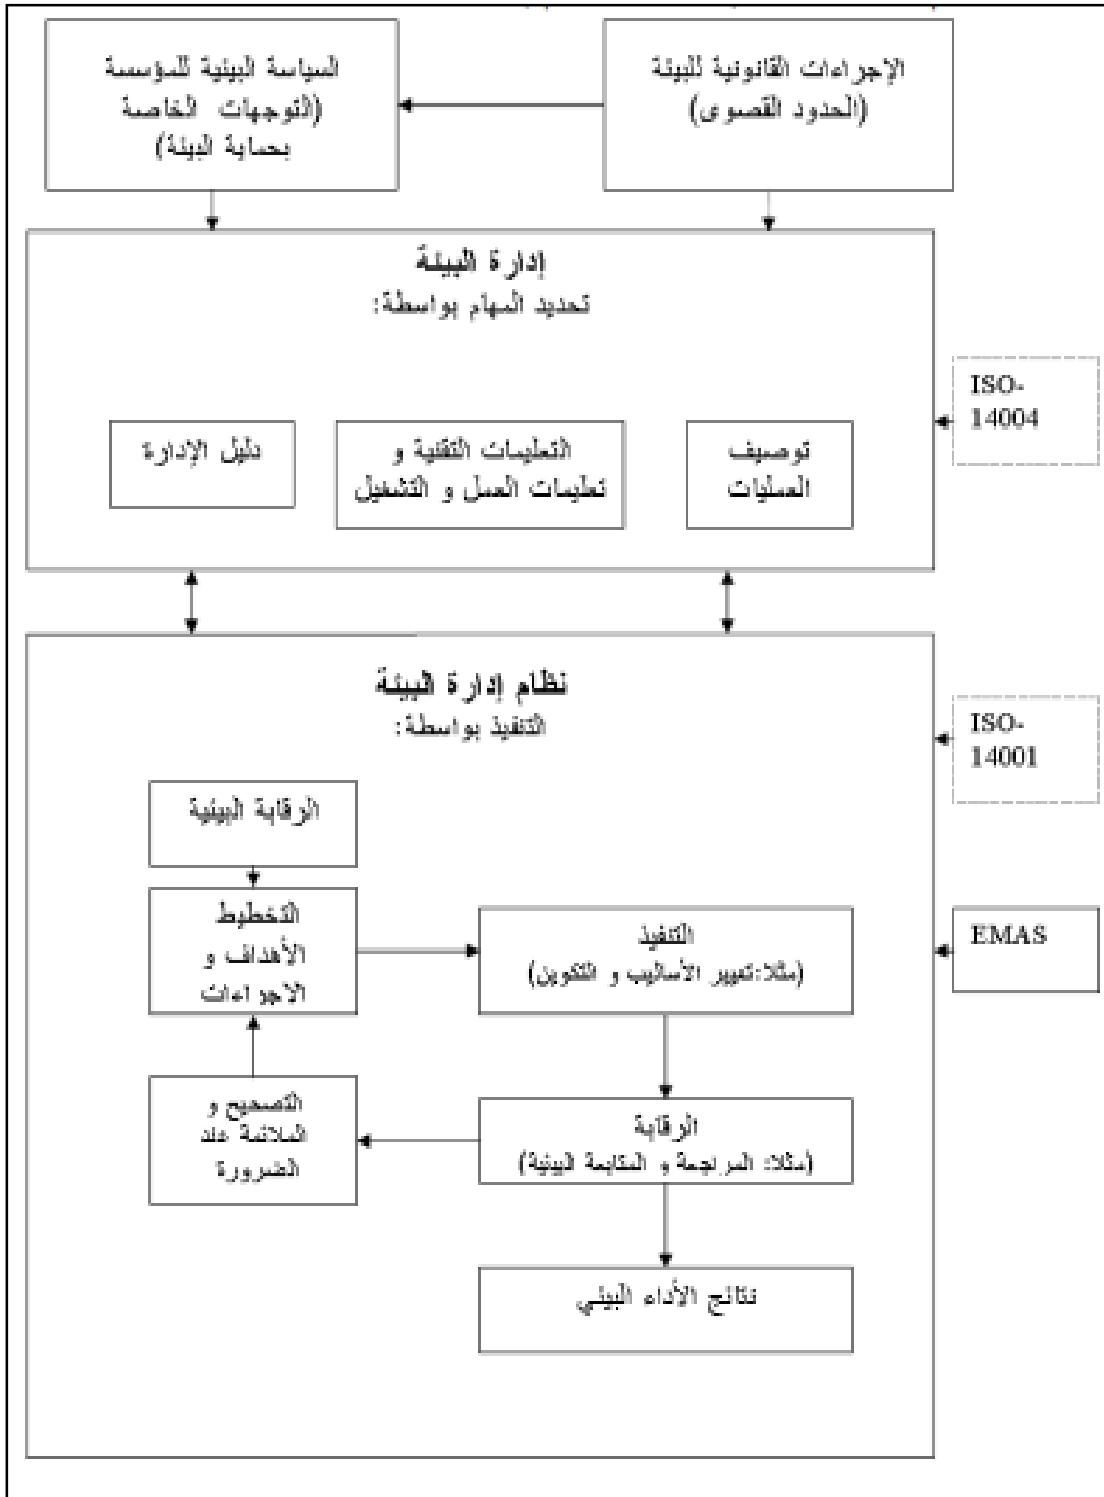 الإجراءات القانونية للبيئة
(الحدود القصوى)
السياسة البيئية للمؤسسة
(التوجهات الخاصة
بحماية البيئة)
إدارة البيئة
تحديد المهام بواسطة:
توصيف
العمليات
التعليمات التقنية و
تعليمات العمل و التشغيل
دليل الإدارة
ISO-
14004
نظام إدارة البيئة
التنفيذ بواسطة:
ISO-
14001
الرقابة البيئية
التخطيط
الأهداف و
الاجراءات
التنفيذ
(مثلا:تغيير الأساليب و التكوين)
EMAS
الرقابة
(مثلا: المراجعة و المتابعة البيئية)
التصحيح و
الملائمة عند
الضرورة
نتائج الأداء البيئي